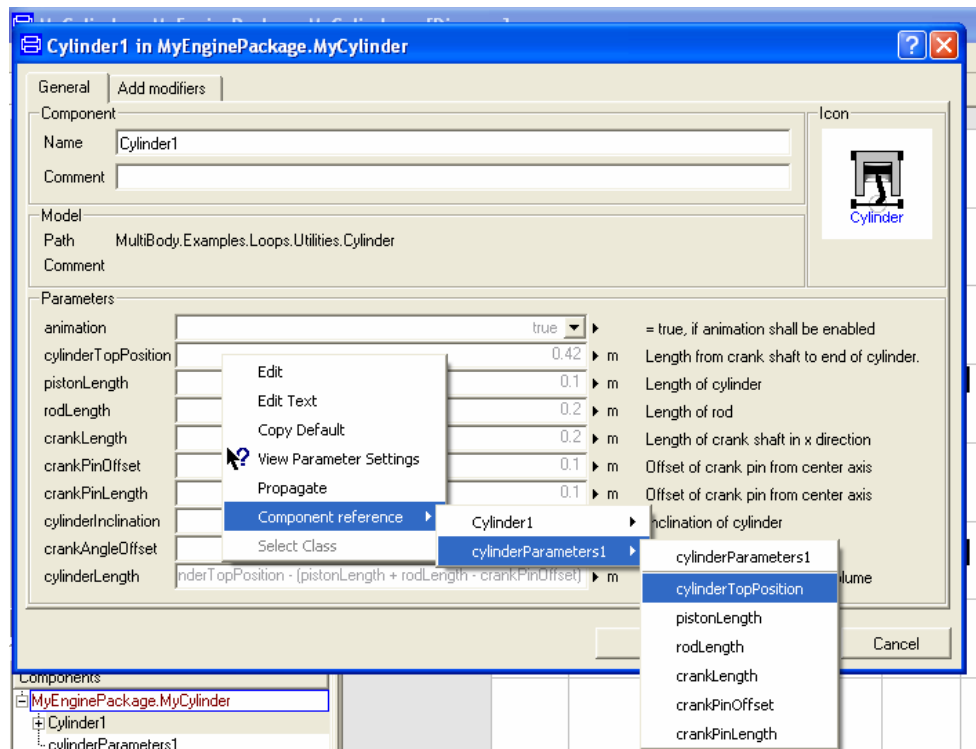 Cylinder1 in MyEnginePackage.MyCylinder
General
Add modifiers
Component
Name
Cylinder1
Comment
Icon
Cylinder
Model
Path
MultiBody.Examples.Loops.Utilities.Cylinder
Comment
Parameters
animation
true
= true, if animation shall be enabled
cylinderTopPosition
0.42
m
Length from crank shaft to end of cylinder.
pistonLength
0.1
m
Length of cylinder
rodLength
0.2
m
Length of rod
crankLength
0.2
m
Length of crank shaft in x direction
crankPinOffset
0.1
m
Offset of crank pin from center axis
crankPinLength
0.1
m
Offset of crank pin from center axis
cylinderInclination
nclination of cylinder
crankAngleOffset
cylinderLength
nderTopPosition - (pistonLength + rodLength - crankPinOffset)
m
lume
Edit
Edit Text
Copy Default
View Parameter Settings
Propagate
Component reference
Select Class
Cylinder1
cylinderParameters1
cylinderParameters1
cylinderTopPosition
pistonLength
rodLength
crankLength
crankPinOffset
crankPinLength
Cancel
Components
MyEnginePackage.MyCylinder
Cylinder1
cylinderParameters1